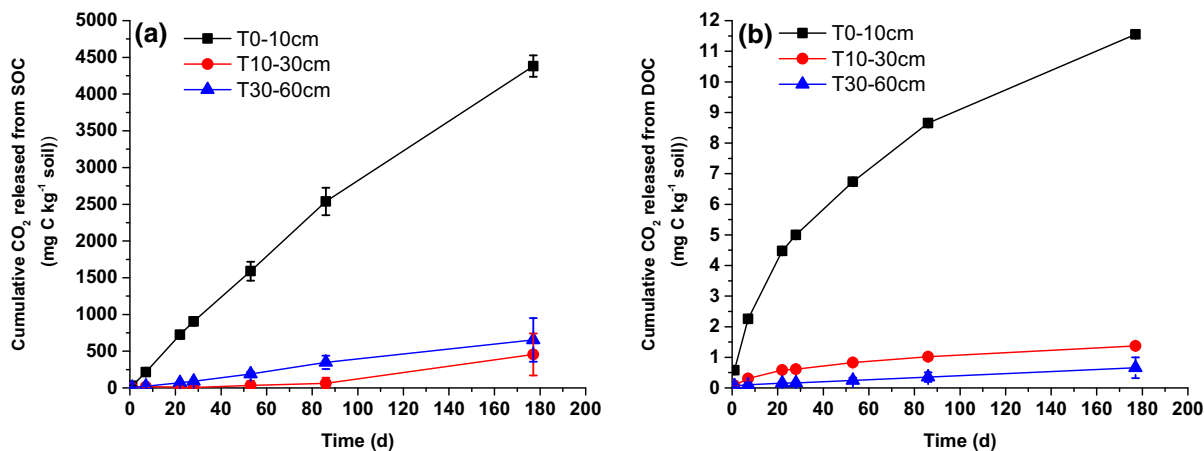 (a)
T0-10cm
T10-30cm
T30-60cm
Cumulative CO2 released from SOC
(mg C kg-1 soil))
5000
4500
4000
3500
3000
2500
2000
1500
1000
500
0
0 20 40 60 80 100 120 140 160 180 200
Time (d)
(b)
T0-10cm
T10-30cm
T30-60cm
Cumulative CO2 released from DOC
(mg C kg-1 soil))
12
11
10
9
8
7
6
5
4
3
2
1
0
0 20 40 60 80 100 120 140 160 180 200
Time (d)